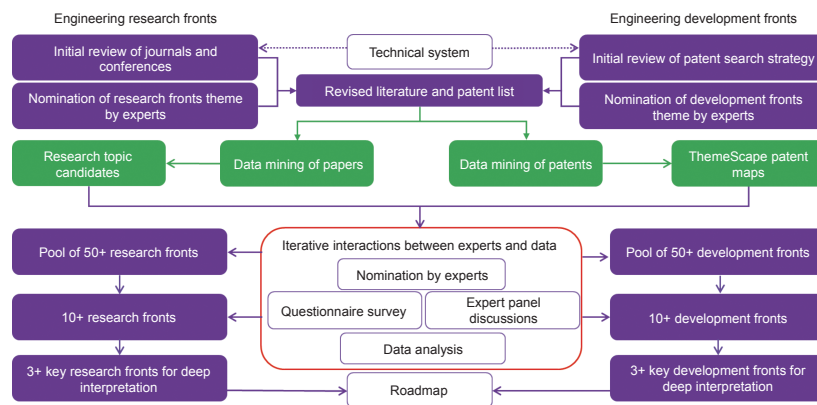 Engineering research fronts
Engineering development fronts
Initial review of journals and
conferences
Technical system
Initial review of patent search strategy
Nomination of research fronts theme
by experts
Revised literature and patent list
Nomination of development fronts
theme by experts
Research topic
candidates
Data mining of papers
Data mining of patents
ThemeScape patent
maps
Iterative interactions between experts and data
Pool of 50+ research fronts
Nomination by experts
Pool of 50+ development fronts
10+ research fronts
Questionnaire survey
Expert panel
discussions
10+ development fronts
Data analysis
3+ key research fronts for deep
interpretation
Roadmap
3+ key development fronts for
deep interpretation